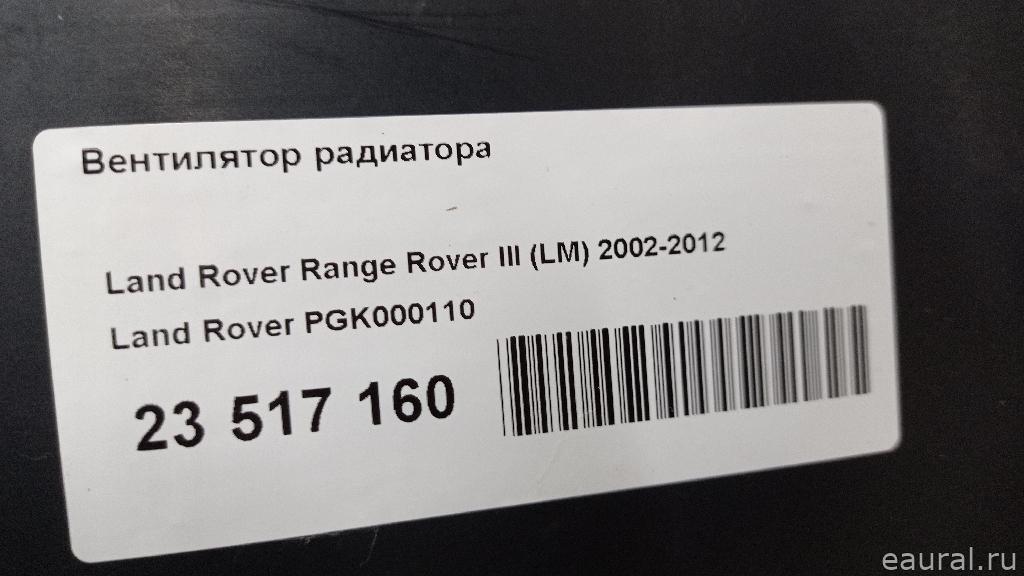 Вентилятор радиатора
Land Rover Range Rover III (LM) 2002-2012
Land Rover PGK000110
23 517 160
eaural.ru